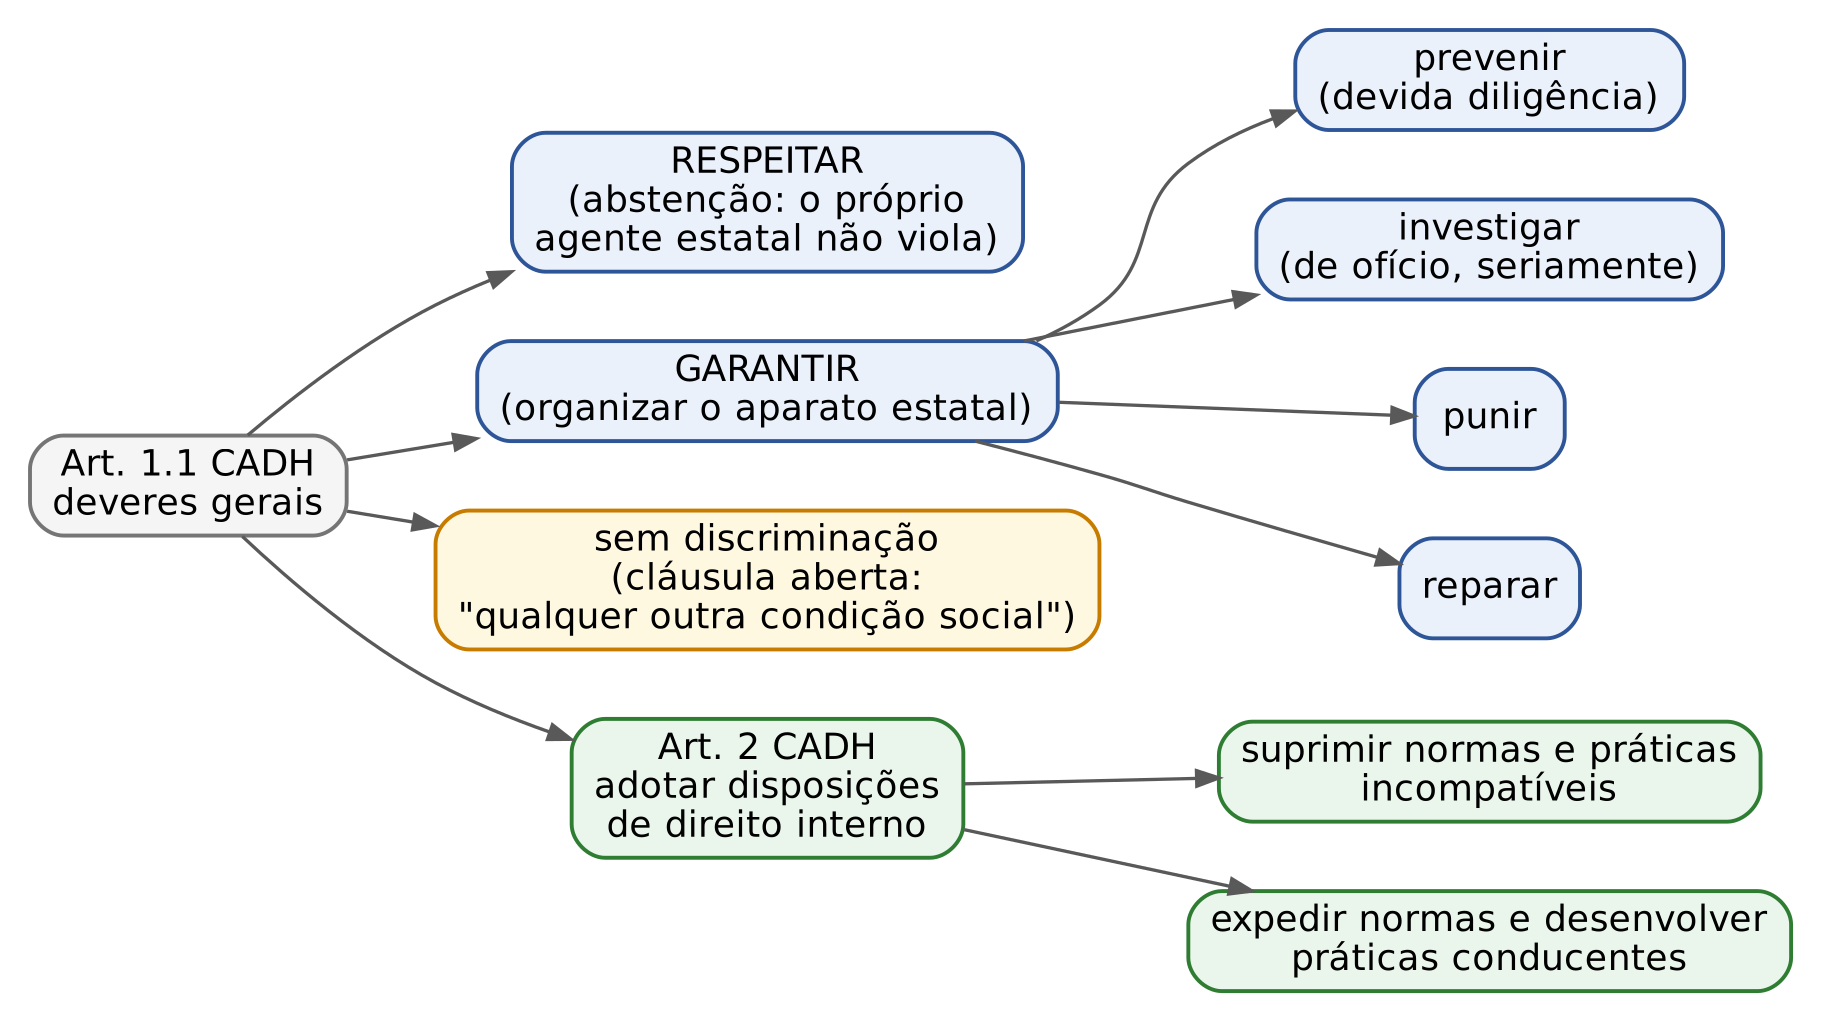 Art. 1.1 CADH
deveres gerais
RESPEITAR
(abstenção: o próprio
agente estatal não viola)
GARANTIR
(organizar o aparato estatal)
sem discriminação
(cláusula aberta:
"qualquer outra condição social")
Art. 2 CADH
adotar disposições
de direito interno
prevenir
(devida diligência)
investigar
(de ofício, seriamente)
punir
reparar
suprimir normas e práticas
incompatíveis
expedir normas e desenvolver
práticas conducentes